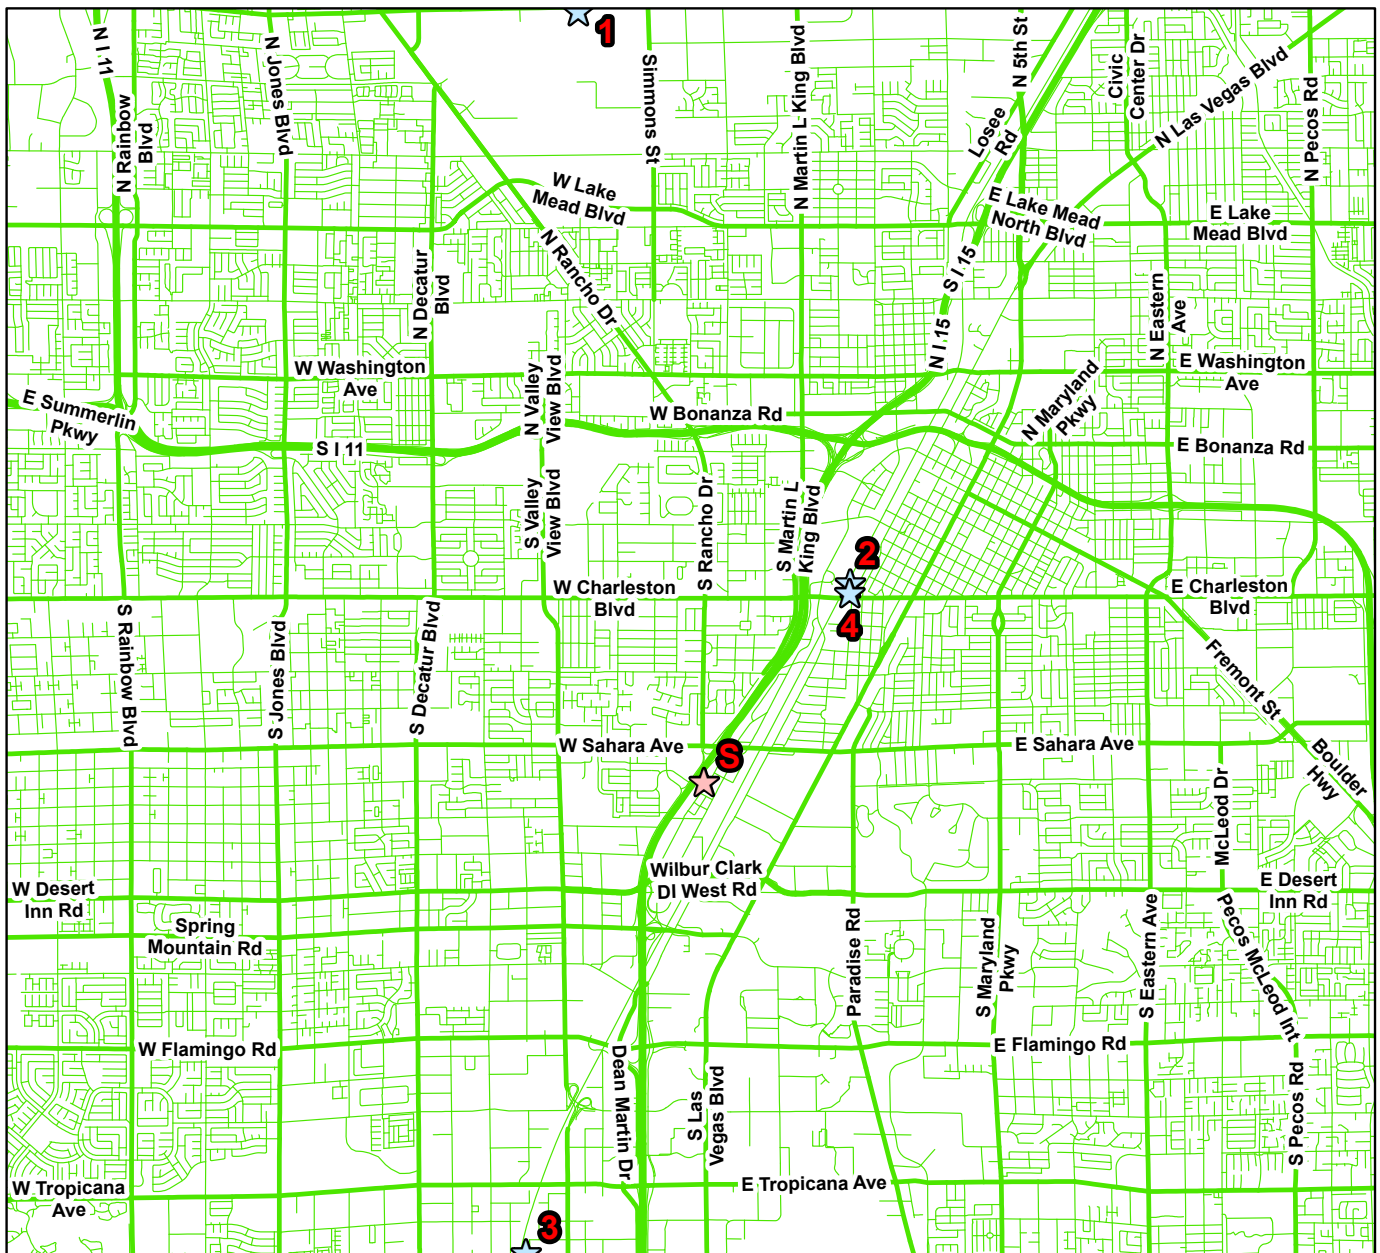 1
N I 11
N Rainbow
Blvd
N Jones Blvd
Simmons St
N Martin L King Blvd
N 5th St
Losee
Rd
Civic
Center Dr
N Las Vegas Blvd
N Pecos Rd
W Lake
Mead Blvd
E Lake Mead
North Blvd
E Lake
Mead Blvd
N Decatur
Blvd
N Rancho Dr
S I 15
N I 15
N Eastern
Ave
W Washington
Ave
E Washington
Ave
N Valley
View Blvd
N Maryland
Pkwy
E Summerlin
Pkwy
W Bonanza Rd
S I 11
E Bonanza Rd
S Valley
View Blvd
S Rancho Dr
S Martin L
King Blvd
2
W Charleston
Blvd
E Charleston
Blvd
4
S Rainbow Blvd
S Jones Blvd
S Decatur Blvd
Fremont St
W Sahara Ave
S
E Sahara Ave
Boulder
Hwy
McLeod Dr
W Desert
Inn Rd
Wilbur Clark
DI West Rd
E Desert
Inn Rd
Spring
Mountain Rd
Paradise Rd
S Maryland
Pkwy
S Eastern Ave
Pecos McLeod Int
W Flamingo Rd
E Flamingo Rd
Dean Martin Dr
S Las
Vegas Blvd
S Pecos Rd
W Tropicana
Ave
E Tropicana Ave
3